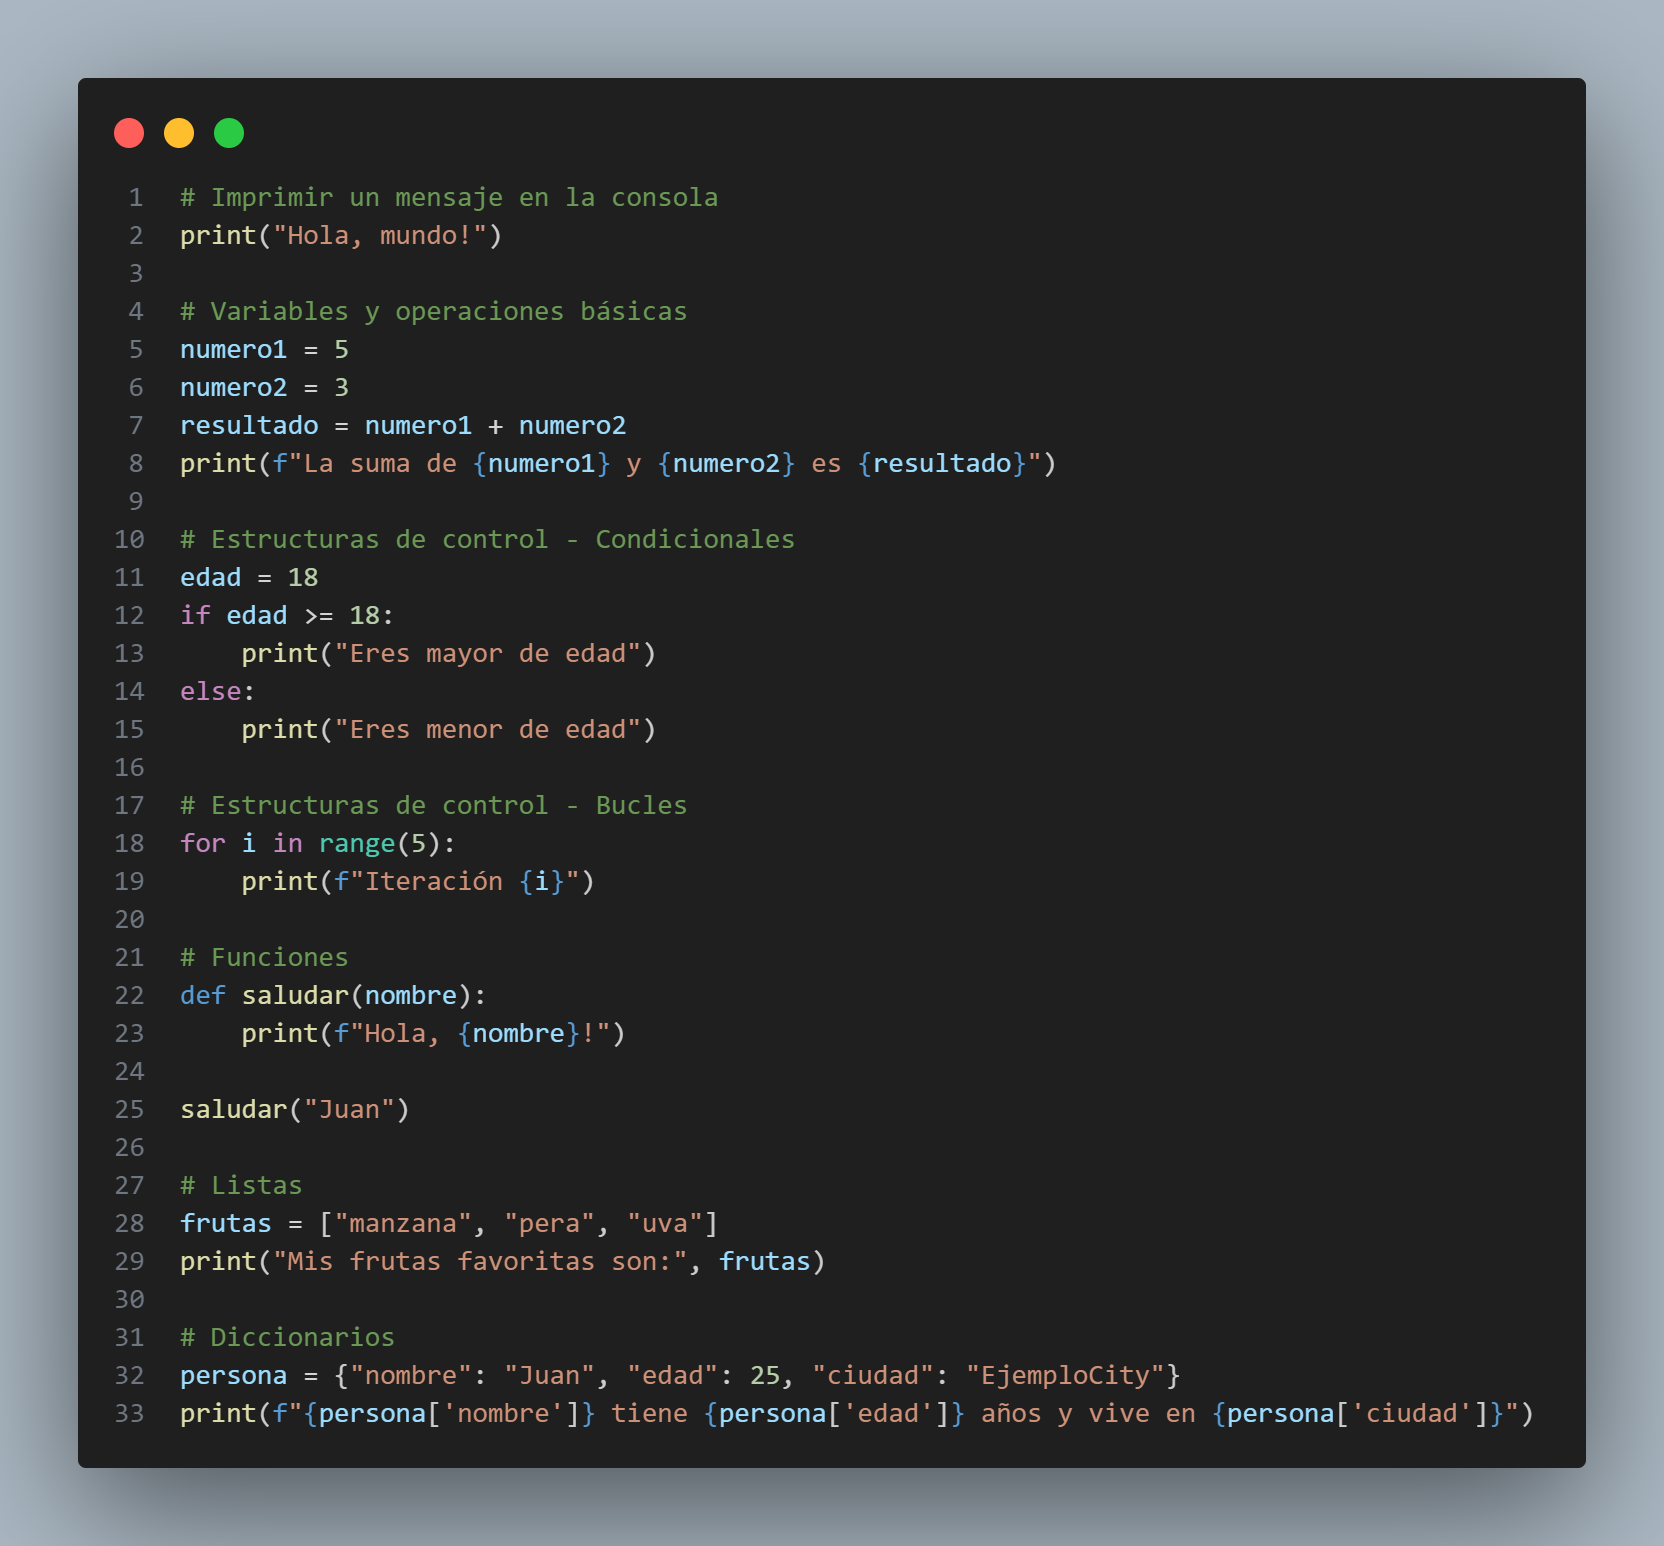 1 # Imprimir un mensaje en la consola
2 print("Hola, mundo!")
3
4 # Variables y operaciones básicas
5 numero1 = 5
6 numero2 = 3
7 resultado = numero1 + numero2
8 print(f"La suma de {numero1} y {numero2} es {resultado}")
9
10 # Estructuras de control - Condicionales
11 edad = 18
12 if edad >= 18:
13     print("Eres mayor de edad")
14 else:
15     print("Eres menor de edad")
16
17 # Estructuras de control - Bucles
18 for i in range(5):
19     print(f"Iteración {i}")
20
21 # Funciones
22 def saludar(nombre):
23     print(f"Hola, {nombre}!")
24
25 saludar("Juan")
26
27 # Listas
28 frutas = ["manzana", "pera", "uva"]
29 print("Mis frutas favoritas son:", frutas)
30
31 # Diccionarios
32 persona = {"nombre": "Juan", "edad": 25, "ciudad": "EjemploCity"}
33 print(f"{persona['nombre']} tiene {persona['edad']} años y vive en {persona['ciudad']}")